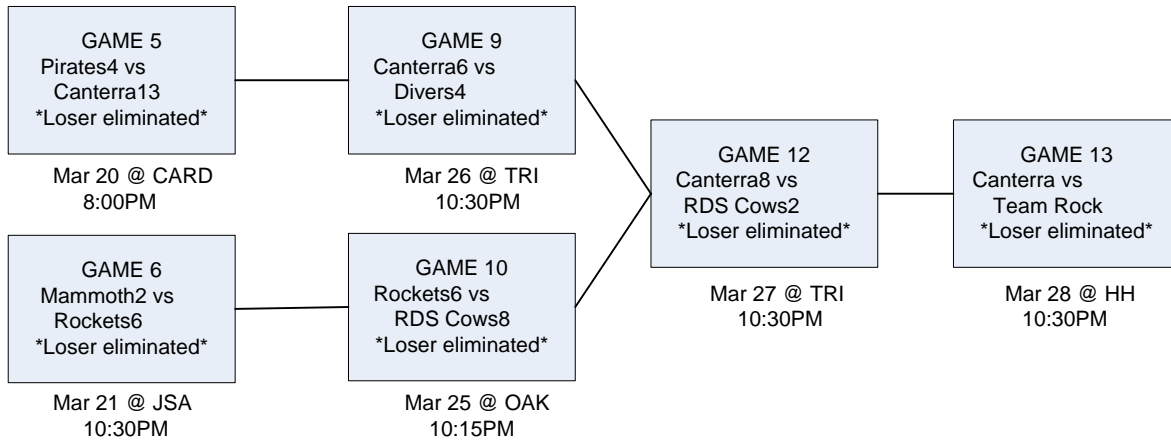 GAME 5
Pirates4 vs
Canterra13
*Loser eliminated*
Mar 20 @ CARD
8:00PM
GAME 6
Mammoth2 vs
Rockets6
*Loser eliminated*
Mar 21 @ JSA
10:30PM
GAME 9
Canterra6 vs
Divers4
*Loser eliminated*
Mar 26 @ TRI
10:30PM
GAME 10
Rockets6 vs
RDS Cows8
*Loser eliminated*
Mar 25 @ OAK
10:15PM
GAME 12
Canterra8 vs
RDS Cows2
*Loser eliminated*
Mar 27 @ TRI
10:30PM
GAME 13
Canterra vs
Team Rock
*Loser eliminated*
Mar 28 @ HH
10:30PM